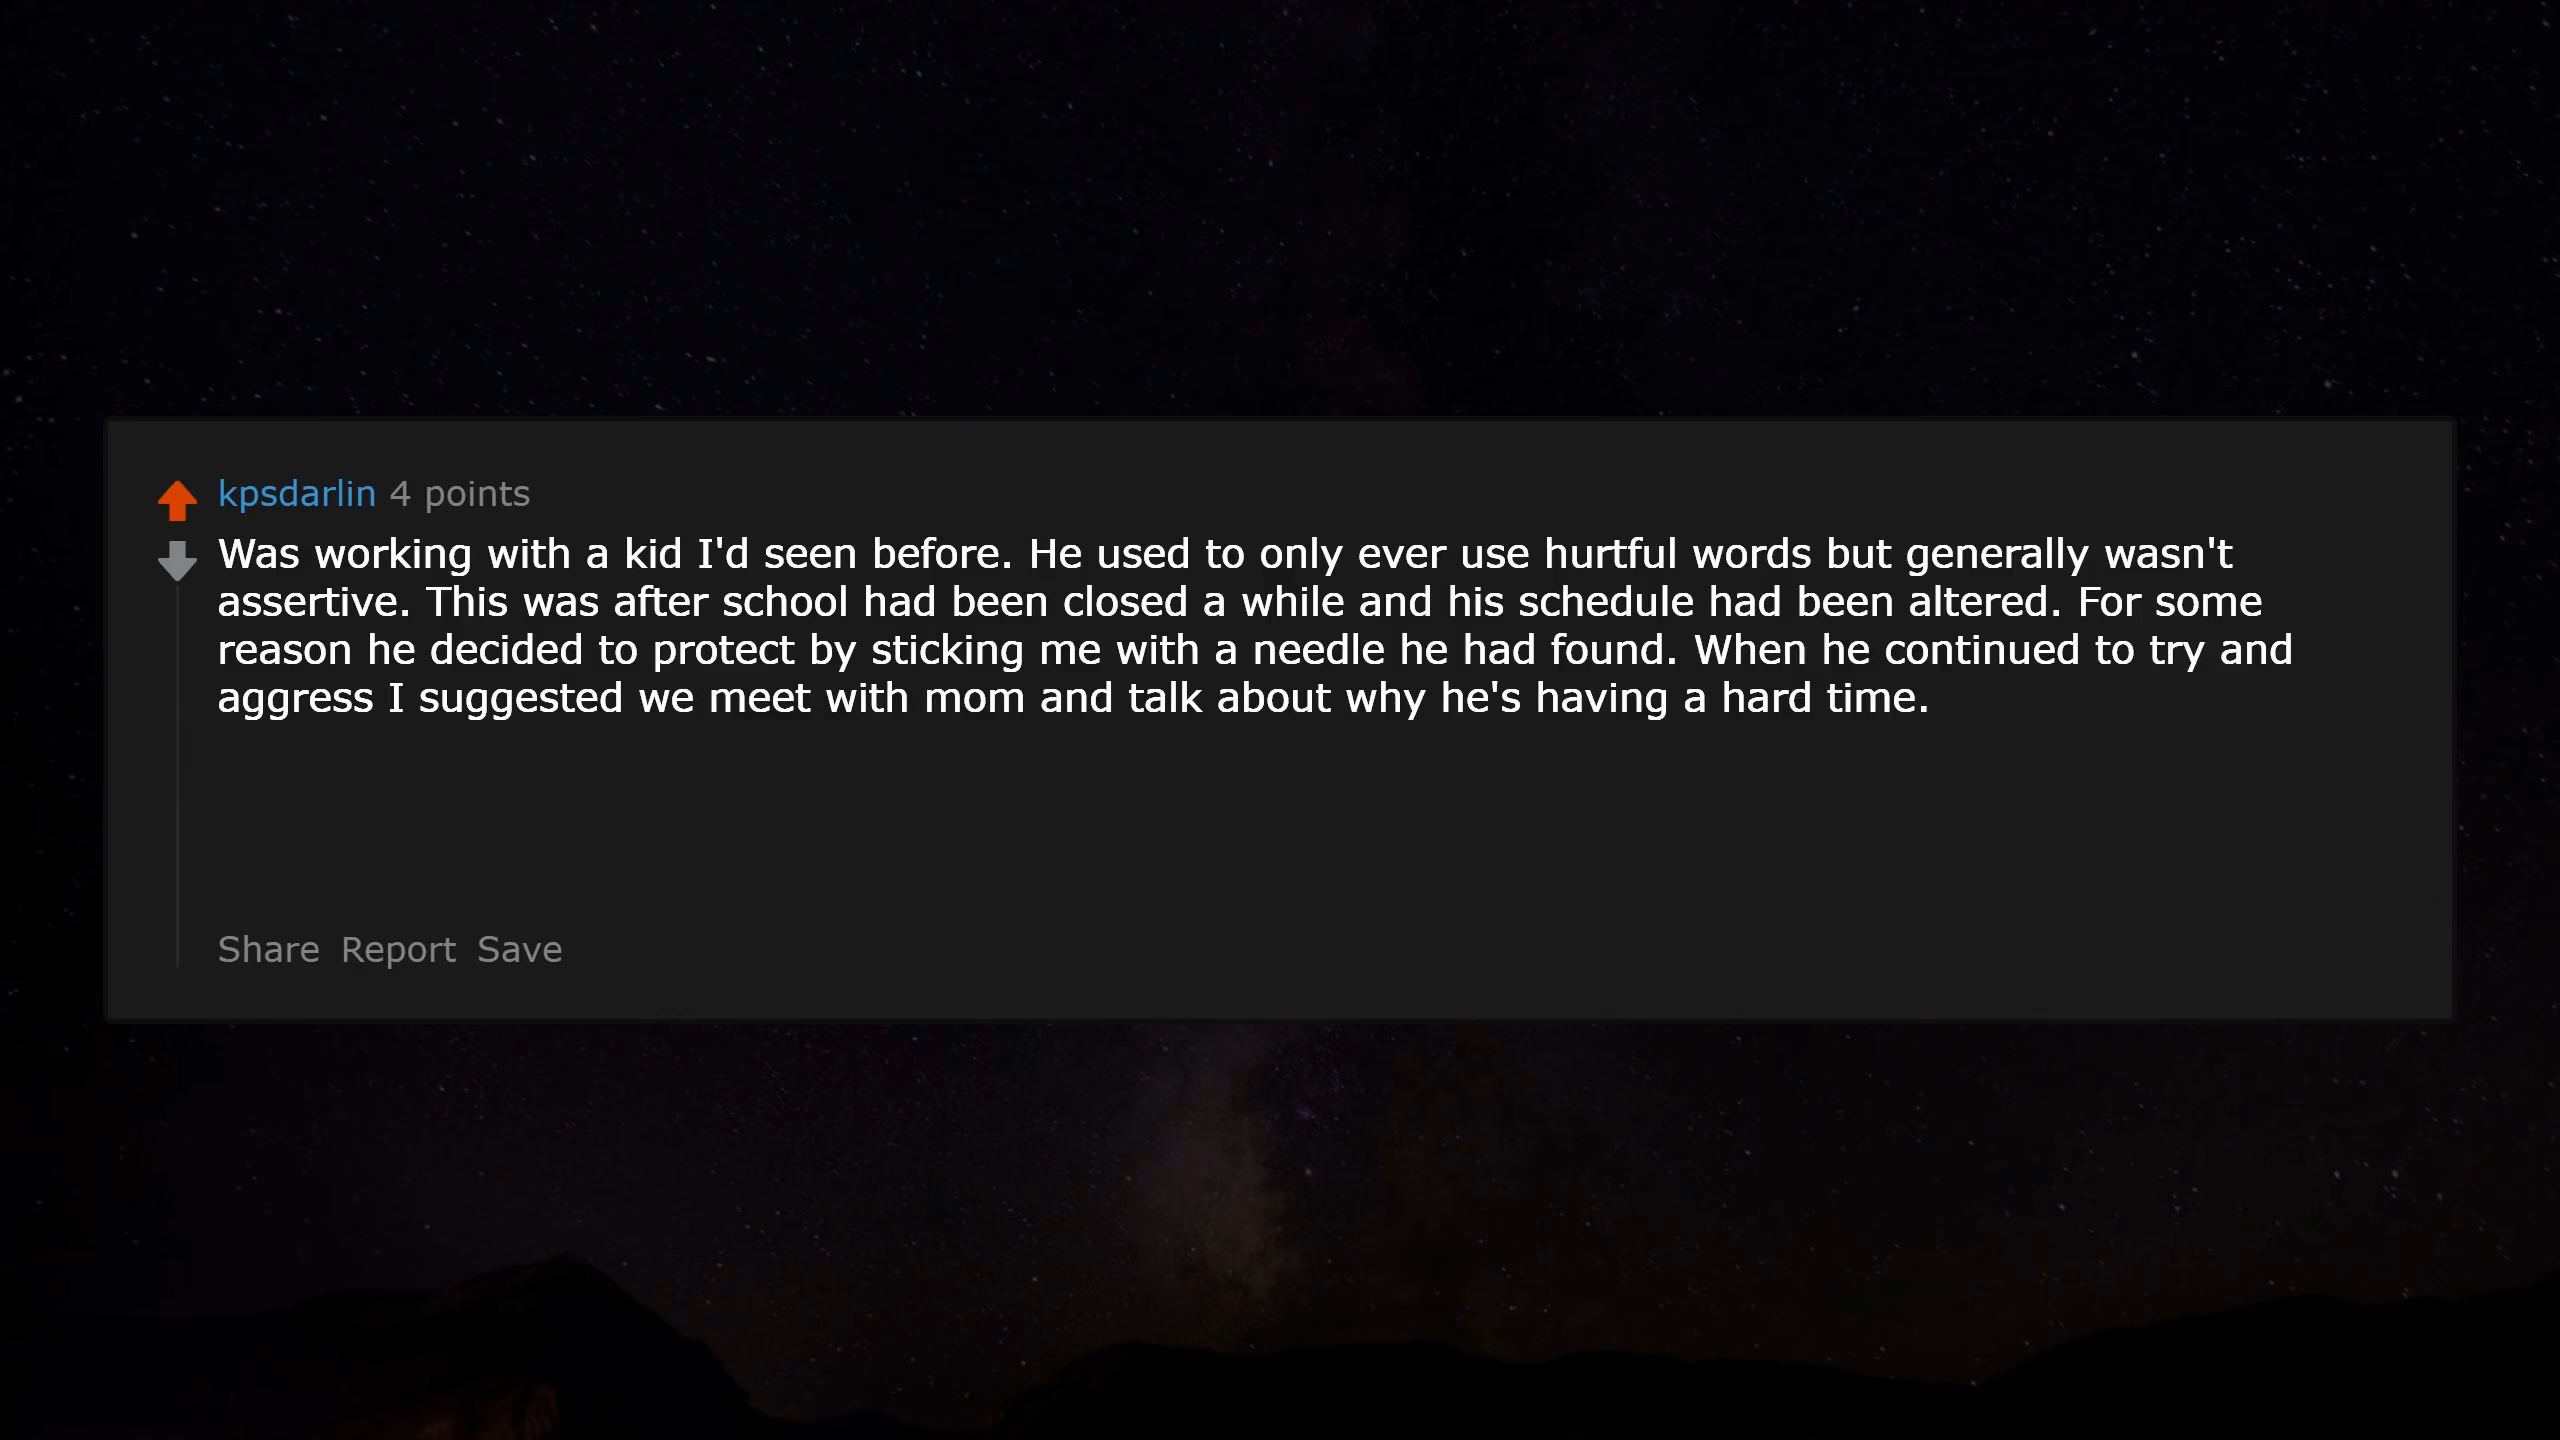 kpsdarlin 4 points
Was working with a kid I'd seen before. He used to only ever use hurtful words but generally wasn't
assertive. This was after school had been closed a while and his schedule had been altered. For some
reason he decided to protect by sticking me with a needle he had found. When he continued to try and
aggress I suggested we meet with mom and talk about why he's having a hard time.
Share Report Save